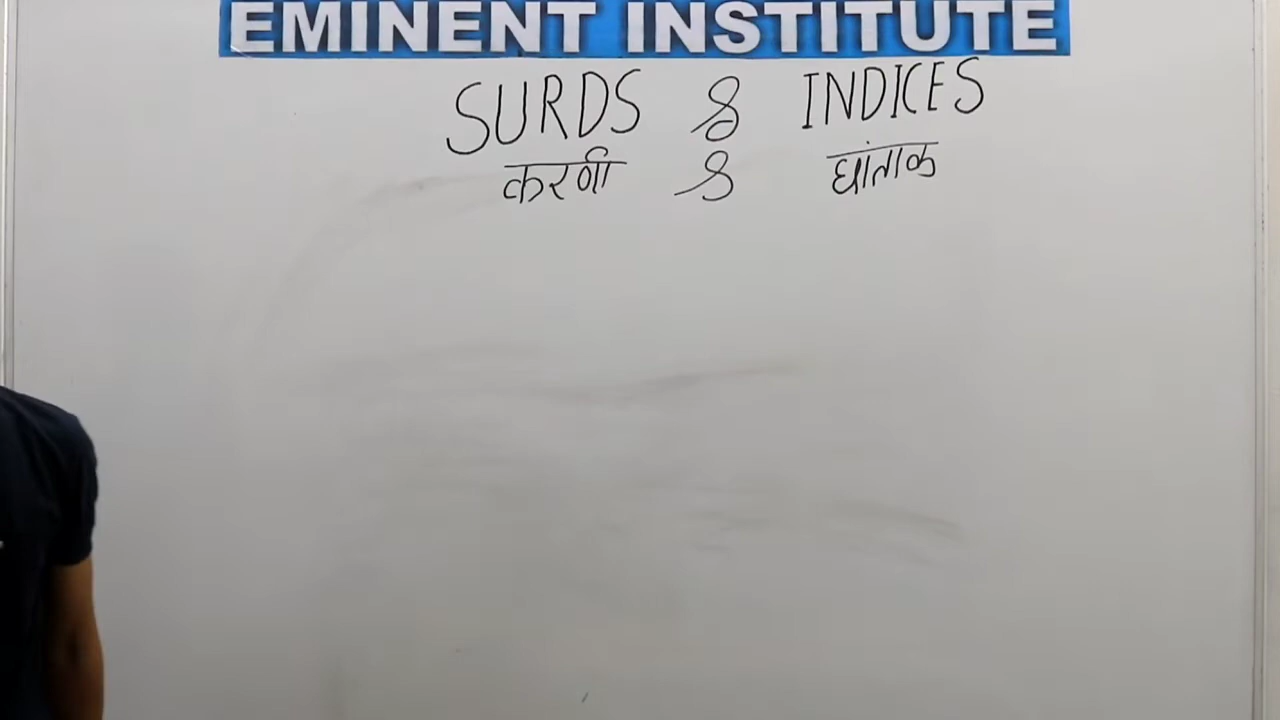 EMINENT INSTITUTE
SURDS & INDICES
करणी & घांताक